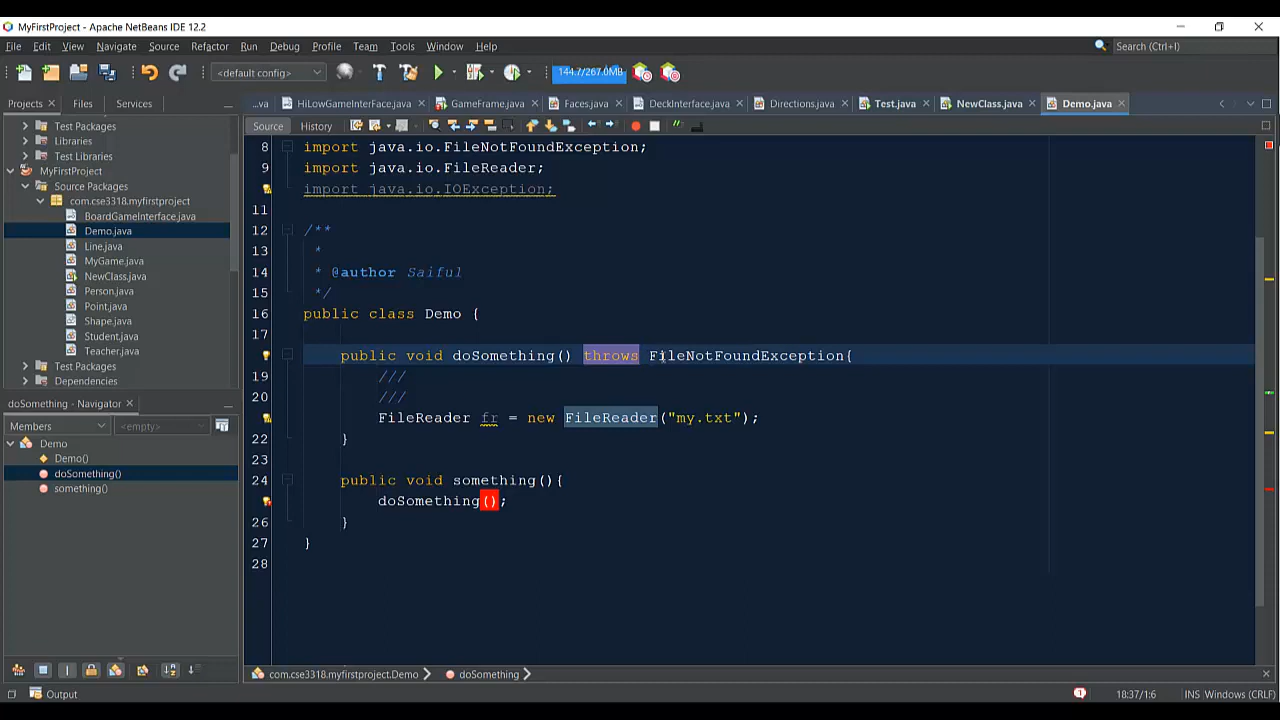 MyFirstProject - Apache NetBeans IDE 12.2
File Edit View Navigate Source Refactor Run Debug Profile Team Tools Window Help
Search (Ctrl+I)
<default config>
144.7/267.0MB
Projects Files Services
...va HiLowGameInterFace.java GameFrame.java Faces.java DeckInterface.java Directions.java Test.java NewClass.java Demo.java
Source History
Test Packages
Libraries
Test Libraries
MyFirstProject
Source Packages
com.cse3318.myfirstproject
BoardGameInterface.java
Demo.java
Line.java
MyGame.java
NewClass.java
Person.java
Point.java
Shape.java
Student.java
Teacher.java
Test Packages
Dependencies
doSomething - Navigator
Members <empty>
Demo
Demo()
doSomething()
something()
8 import java.io.FileNotFoundException;
9 import java.io.FileReader;
import java.io.IOException;
11
12 /**
13 *
14 * @author Saiful
15 */
16 public class Demo {
17
public void doSomething() throws FileNotFoundException{
19 ///
20 ///
FileReader fr = new FileReader("my.txt");
22 }
23
24 public void something(){
doSomething();
26 }
27 }
28
com.cse3318.myfirstproject.Demo doSomething
Output
1
18:37/1:6 INS Windows (CRLF)